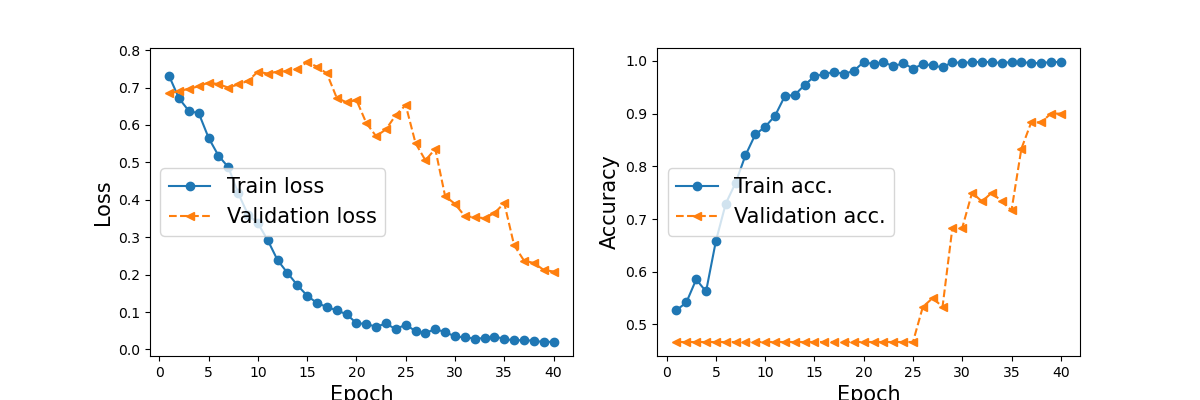 0.8
0.7
0.6
0.5
0.4
0.3
0.2
0.1
0.0
Loss
Train loss
Validation loss
0 5 10 15 20 25 30 35 40
Epoch
1.0
0.9
0.8
0.7
0.6
0.5
Accuracy
Train acc.
Validation acc.
0 5 10 15 20 25 30 35 40
Epoch